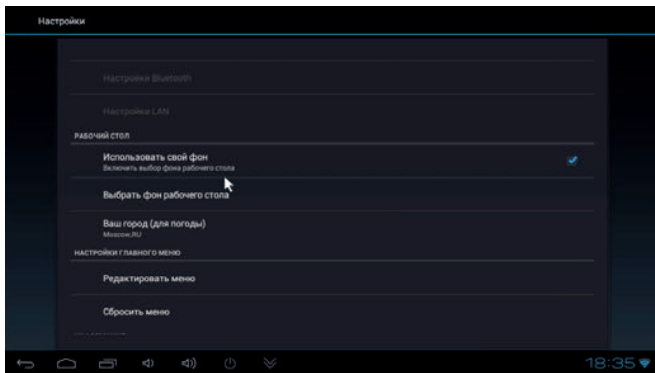 Настройки
Настройки Bluetooth
Настройки LAN
РАБОЧИЙ СТОЛ
Использовать свой фон
Включить выбор фона рабочего стола
Выбрать фон рабочего стола
Ваш город (для погоды)
Moscow,RU
НАСТРОЙКИ ГЛАВНОГО МЕНЮ
Редактировать меню
Сбросить меню
18:35